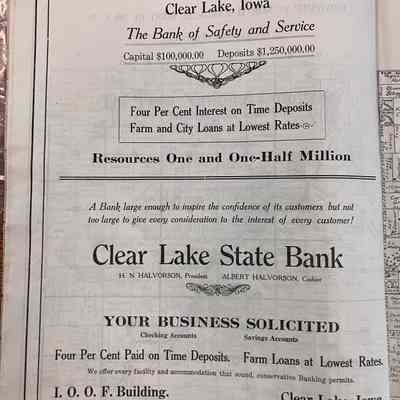 Clear Lake, Iowa
The Bank of Safety and Service
Capital $100,000.00 Deposits $1,250,000.00
Four Per Cent Interest on Time Deposits
Farm and City Loans at Lowest Rates
Resources One and One-Half Million
A Bank large enough to inspire the confidence of its customers but not
too large to give every consideration to the interest of every customer!
Clear Lake State Bank
H. N. HALVORSON, President ALBERT HALVORSON, Cashier
YOUR BUSINESS SOLICITED
Checking Accounts Savings Accounts
Four Per Cent Paid on Time Deposits. Farm Loans at Lowest Rates.
We offer every facility and accommodation that sound, conservative Banking permits.
I. O. O. F. Building. Clear Lake, Iowa